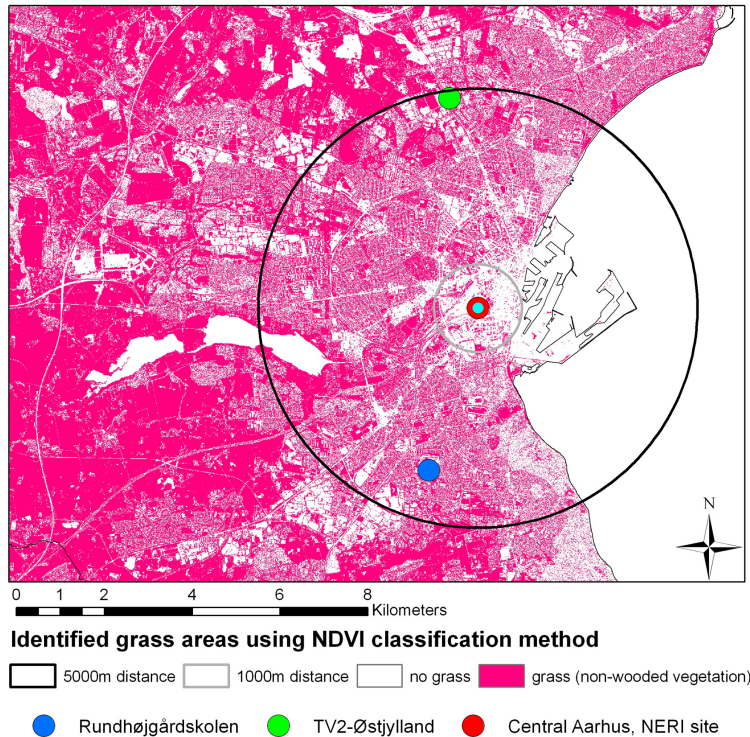 N
0 1 2 4 6 8
Kilometers
Identified grass areas using NDVI classification method
5000m distance 1000m distance no grass grass (non-wooded vegetation)
Rundhøjgårdskolen TV2-Østjylland Central Aarhus, NERI site